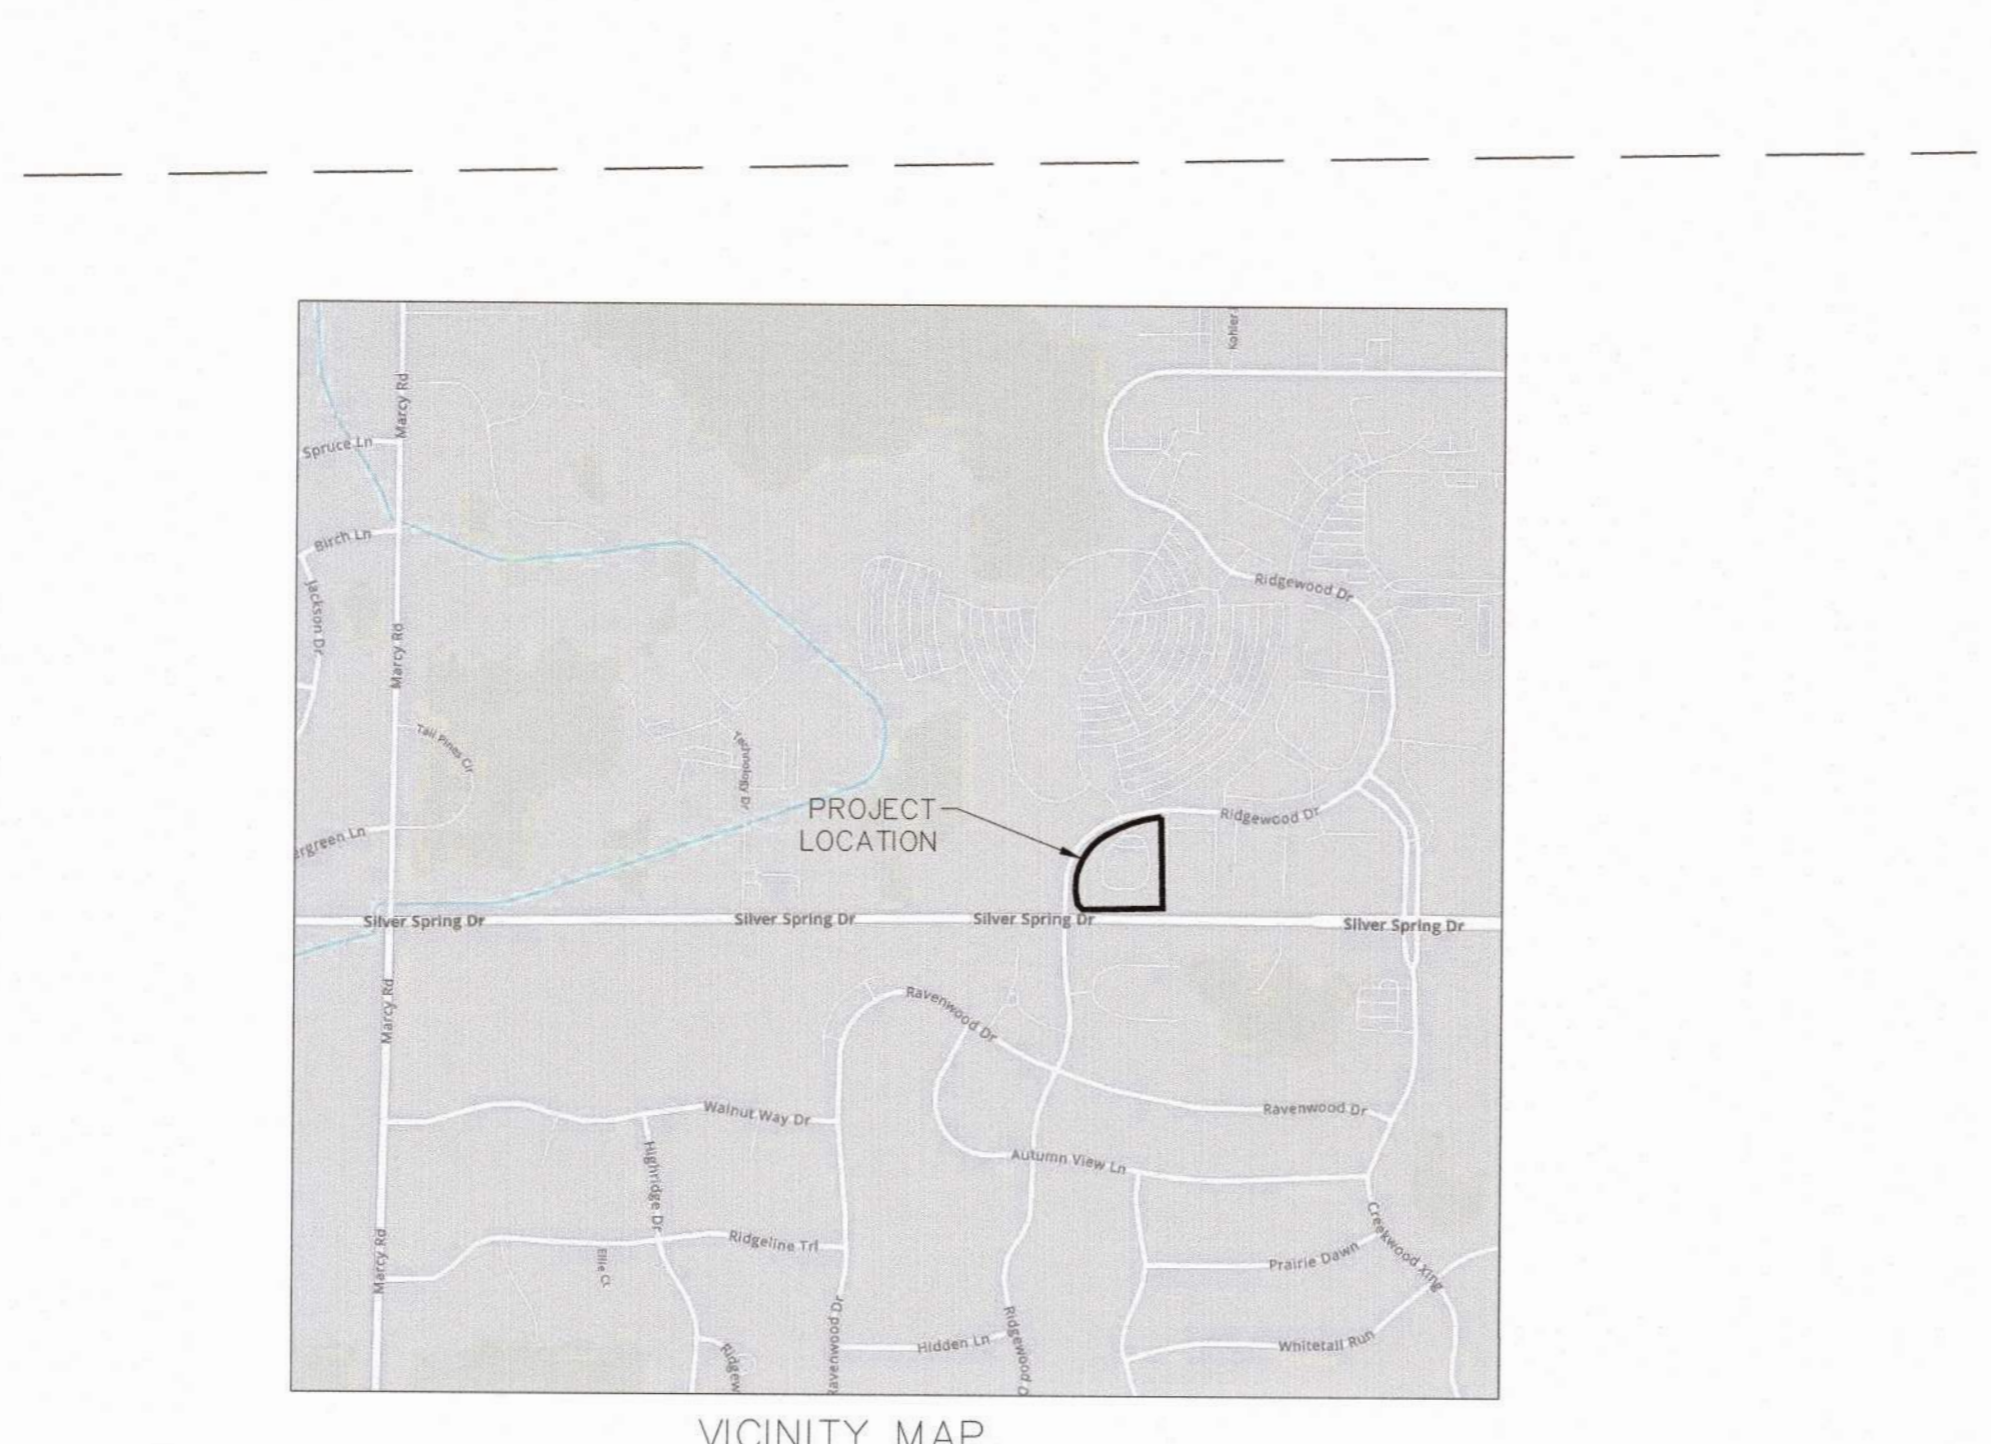 Kohler
Marcy Rd
Spruce Ln
Birch Ln
Ridgewood Dr
Jackson Dr
Marcy Rd
Tall Pines Cir
Technology Dr
PROJECT
LOCATION
Ridgewood Dr
ergreen Ln
Silver Spring Dr
Silver Spring Dr
Silver Spring Dr
Silver Spring Dr
Marcy Rd
Ravenwood Dr
Walnut Way Dr
Ravenwood Dr
Highridge Dr
Autumn View Ln
Marcy Rd
Ellie Ct
Ridgeline Trl
Creekwood Xing
Prairie Dawn
Ravenwood Dr
Hidden Ln
Ridgewood D
Whitetail Run
Ridgew
VICINITY MAP